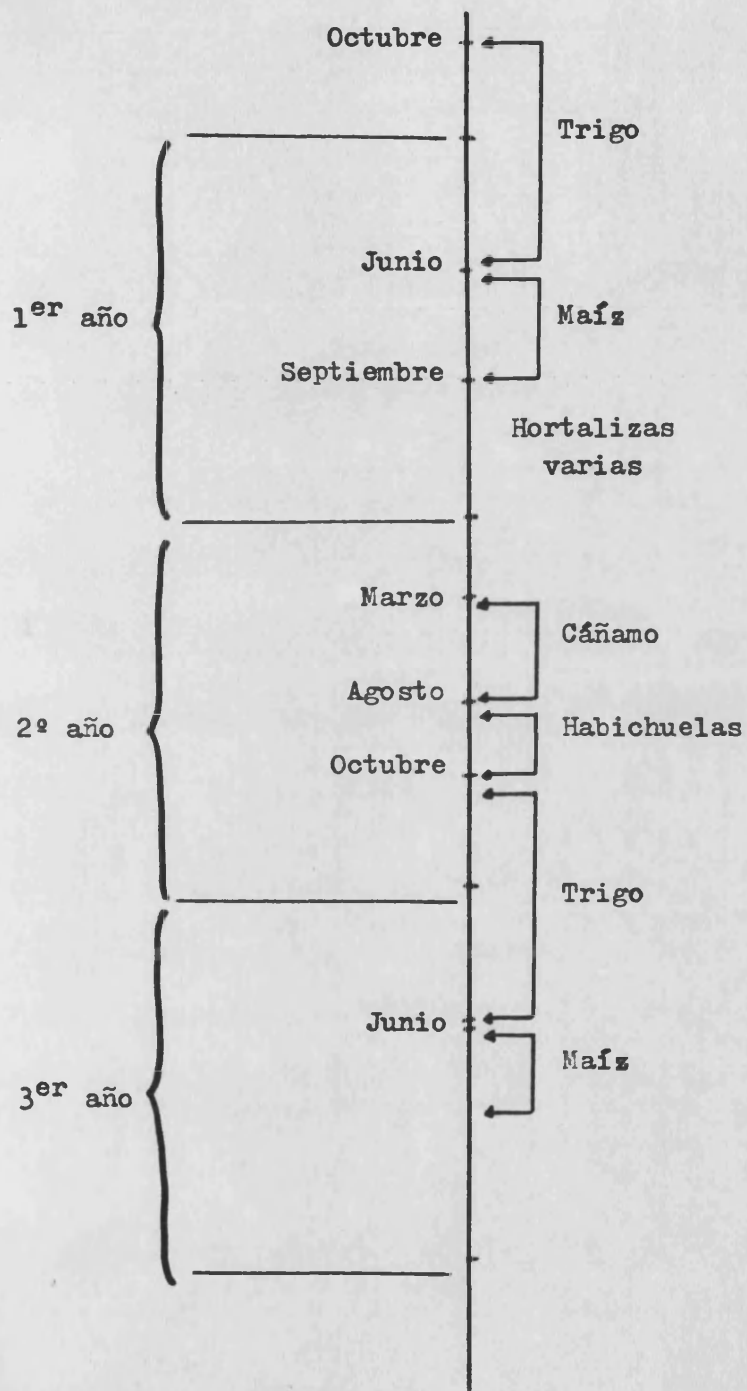 Octubre
Trigo
Junio
1er año
Maíz
Septiembre
Hortalizas
varias
Marzo
Cáñamo
Agosto
2º año
Habichuelas
Octubre
Trigo
Junio
Maíz
3er año